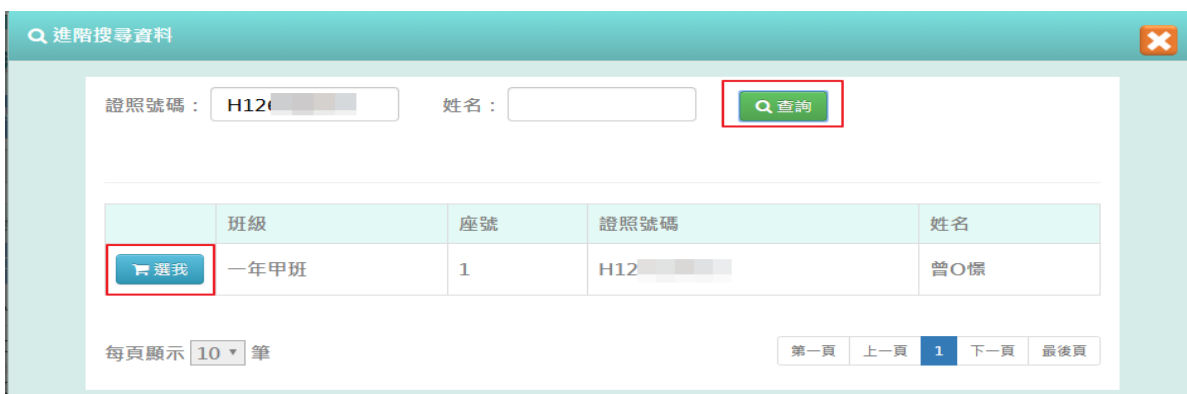 進階搜尋資料
證照號碼： H12 姓名： 查詢
班級 座號 證照號碼 姓名
選我 一年甲班 1 H12 曾O憬
每頁顯示 10 筆 第一頁 上一頁 1 下一頁 最後頁